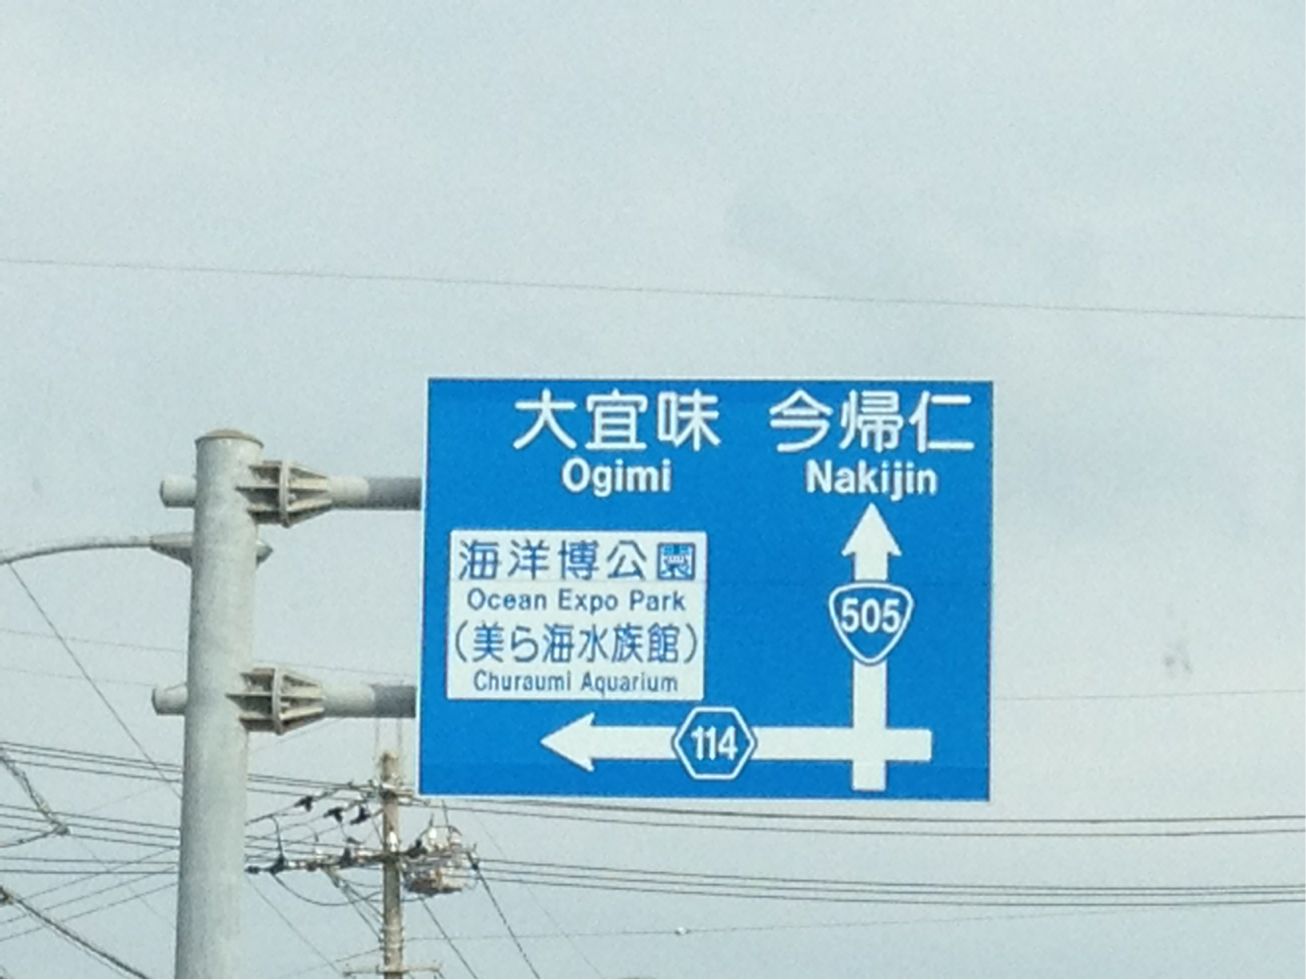 大宜味 今帰仁
Ogimi Nakijin
海洋博公園
Ocean Expo Park
(美ら海水族館)
Churaumi Aquarium
505
114